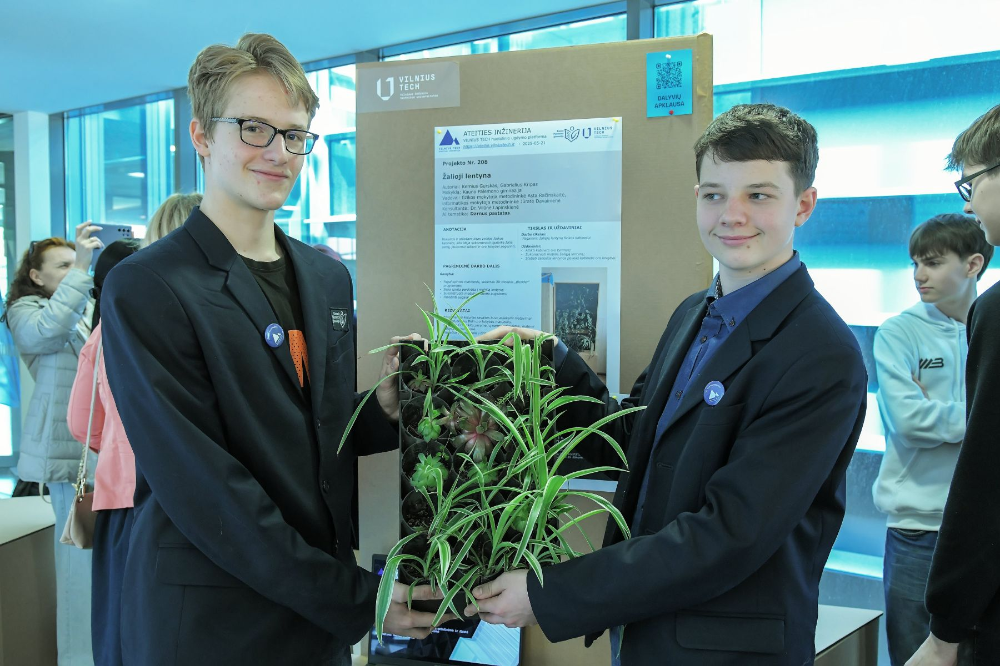 VILNIUS
TECH
Vilniaus Gedimino
technikos universitetas
DALYVIŲ
APKLAUSA
ATEITIES INŽINERIJA
VILNIUS TECH nuotolinio ugdymo platforma
https://ateitin.vilniustech.lt • 2025-05-21
VILNIUS TECH
Kauno
Palemono
gimnazija
VILNIUS
TECH
Projekto Nr. 208
Žalioji lentyna
Autoriai: Kernius Gurskas, Gabrielius Kripas
Mokykla: Kauno Palemono gimnazija
Vadovai: fizikos mokytoja metodininkė Asta Račinskaitė,
informatikos mokytoja metodininkė Jūratė Davainienė
Konsultantė: Dr. Vilūnė Lapinskienė
AI tematika: Darnus pastatas
ANOTACIJA
Mokantis ir atliekant kitas veiklas fizikos
kabinete, kilo idėja sukonstruoti ilgalaikę žalią
sieną, jaukumui sukurti ir oro kokybei pagerinti.
TIKSLAS IR UŽDAVINIAI
Darbo tikslas:
Pagaminti žaliąją lentyną fizikos kabinetui.
Uždaviniai:
• Atlikti kabineto oro tyrimus;
• Sukonstruoti mobilią žaliąją lentyną;
• Stebėti žaliosios lentynos poveikį kabineto oro kokybei.
PAGRINDINĖ DARBO DALIS
Gamyba:
• Pagal spintos matmenis, sukurtas 3D modelis „Blender"
programoje;
• Sena spinta perdirbta į mobilią lentyną;
• Sukonstruota modulių sistema augalams;
• Pasodinti augalai
REZULTATAI
keturias savaites buvo atliekami matavimai
WiFi oro kokybės matuokliu.
kitų parametrų